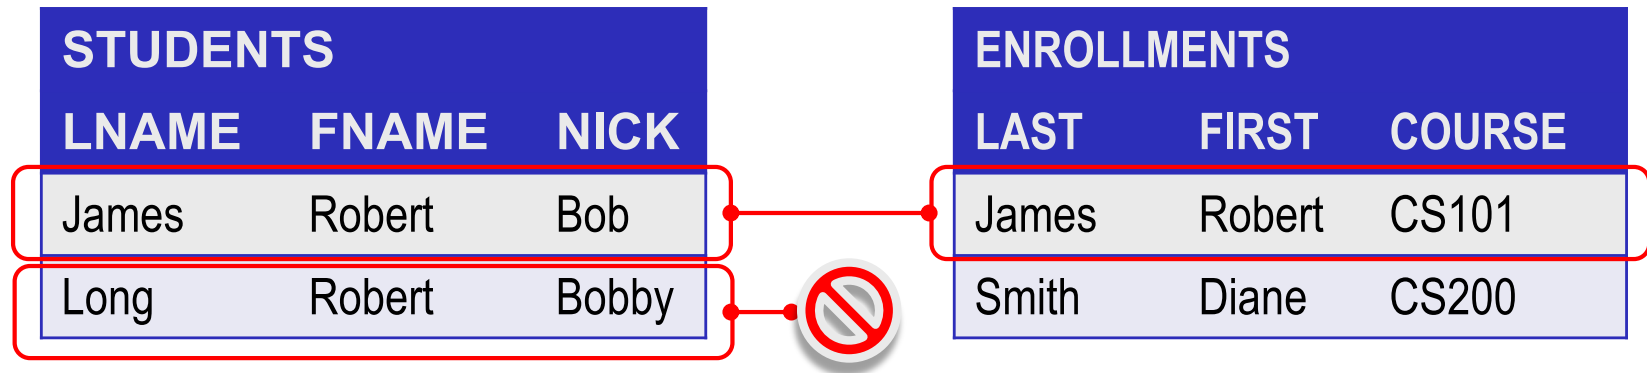 STUDENTS
LNAME FNAME NICK
James Robert Bob
Long Robert Bobby
ENROLLMENTS
LAST FIRST COURSE
James Robert CS101
Smith Diane CS200